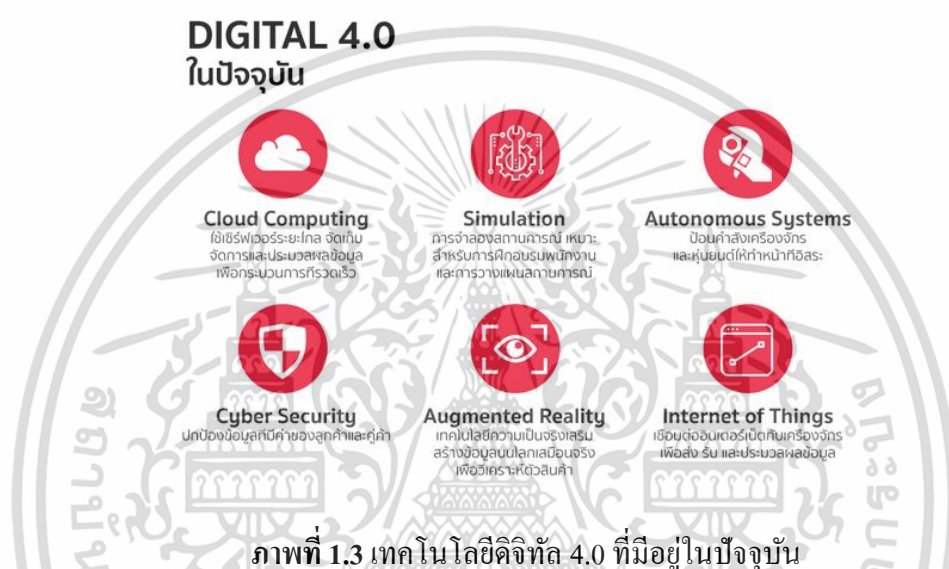 DIGITAL 4.0
ในปัจจุบัน
Cloud Computing
ใช้เซิร์ฟเวอร์ระยะไกล จัดเก็บ
จัดการและประมวลผลข้อมูล
เพื่อกระบวนการที่รวดเร็ว
Simulation
การจำลองสถานการณ์ เหมาะ
สำหรับการฝึกอบรมพนักงาน
และการวางแผนสถานการณ์
Autonomous Systems
ป้อนคำสั่งเครื่องจักร
และหุ่นยนต์ให้ทำหน้าที่อิสระ
Cyber Security
ปกป้องข้อมูลที่มีค่าของลูกค้าและคู่ค้า
Augmented Reality
เทคโนโลยีความเป็นจริงเสริม
สร้างข้อมูลบนโลกเสมือนจริง
เพื่อวิเคราะห์ตัวสินค้า
Internet of Things
เชื่อมต่ออินเตอร์เน็ตกับเครื่องจักร
เพื่อส่ง รับ และประมวลผลข้อมูล
ภาพที่ 1.3 เทคโนโลยีดิจิทัล 4.0 ที่มีอยู่ในปัจจุบัน